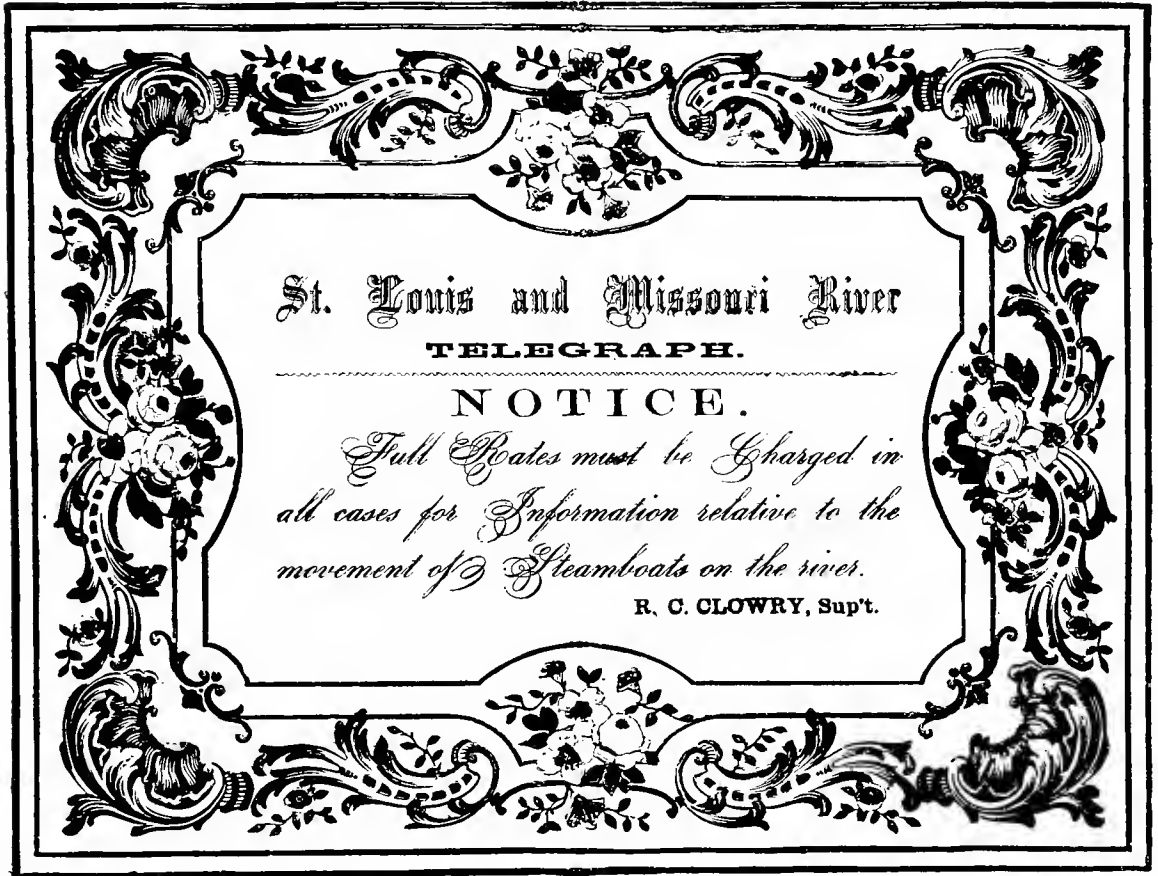 St. Louis and Missouri River
TELEGRAPH.
NOTICE.
Full Rates must be Charged in
all cases for Information relative to the
movement of Steamboats on the river.
R. C. CLOWRY, Sup't.